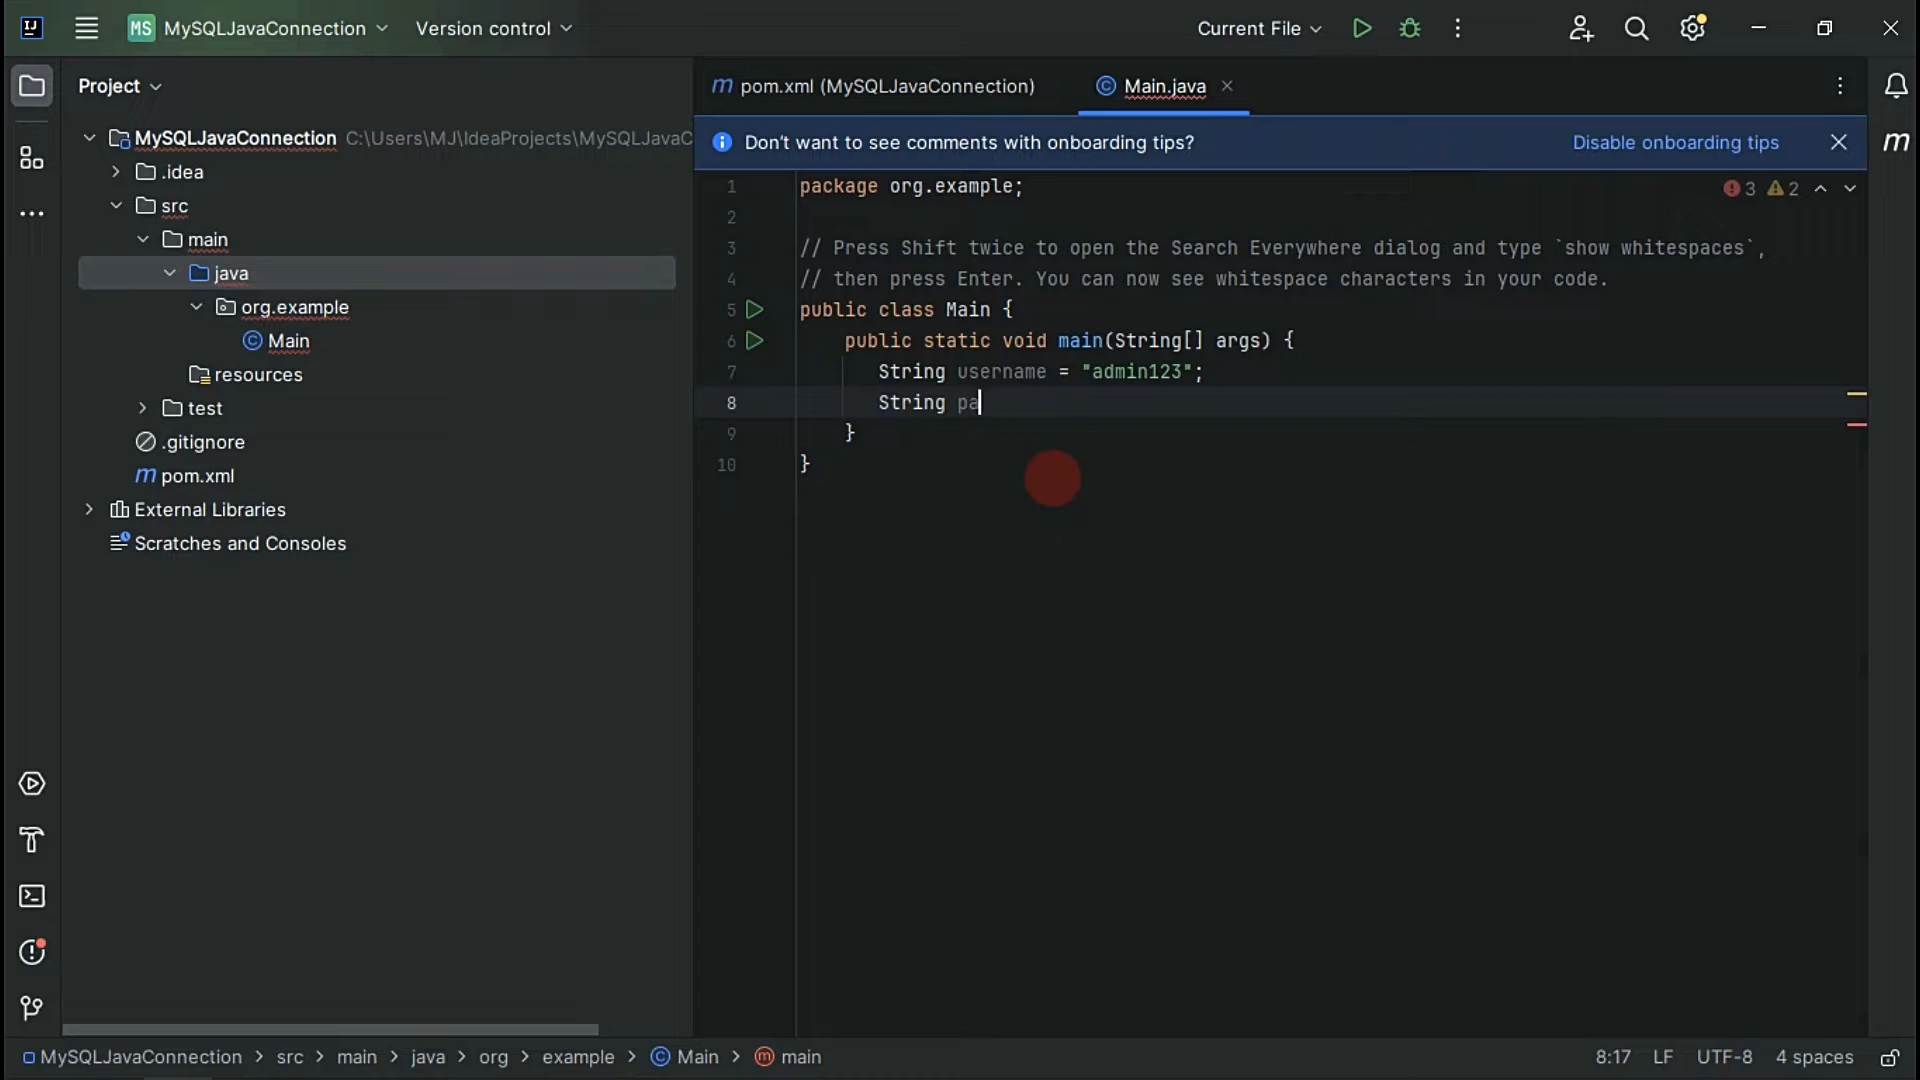 MS MySQLJavaConnection Version control Current File
Project
pom.xml (MySQLJavaConnection) Main.java
Don't want to see comments with onboarding tips? Disable onboarding tips
MySQLJavaConnection C:\Users\MJ\IdeaProjects\MySQLJavaC
.idea
src
main
java
org.example
Main
resources
test
.gitignore
m pom.xml
External Libraries
Scratches and Consoles
3 2
1 package org.example;
2
3 // Press Shift twice to open the Search Everywhere dialog and type `show whitespaces`,
4 // then press Enter. You can now see whitespace characters in your code.
5 public class Main {
6 public static void main(String[] args) {
7 String username = "admin123";
8 String pa
9 }
10 }
MySQLJavaConnection > src > main > java > org > example > Main > main 8:17 LF UTF-8 4 spaces